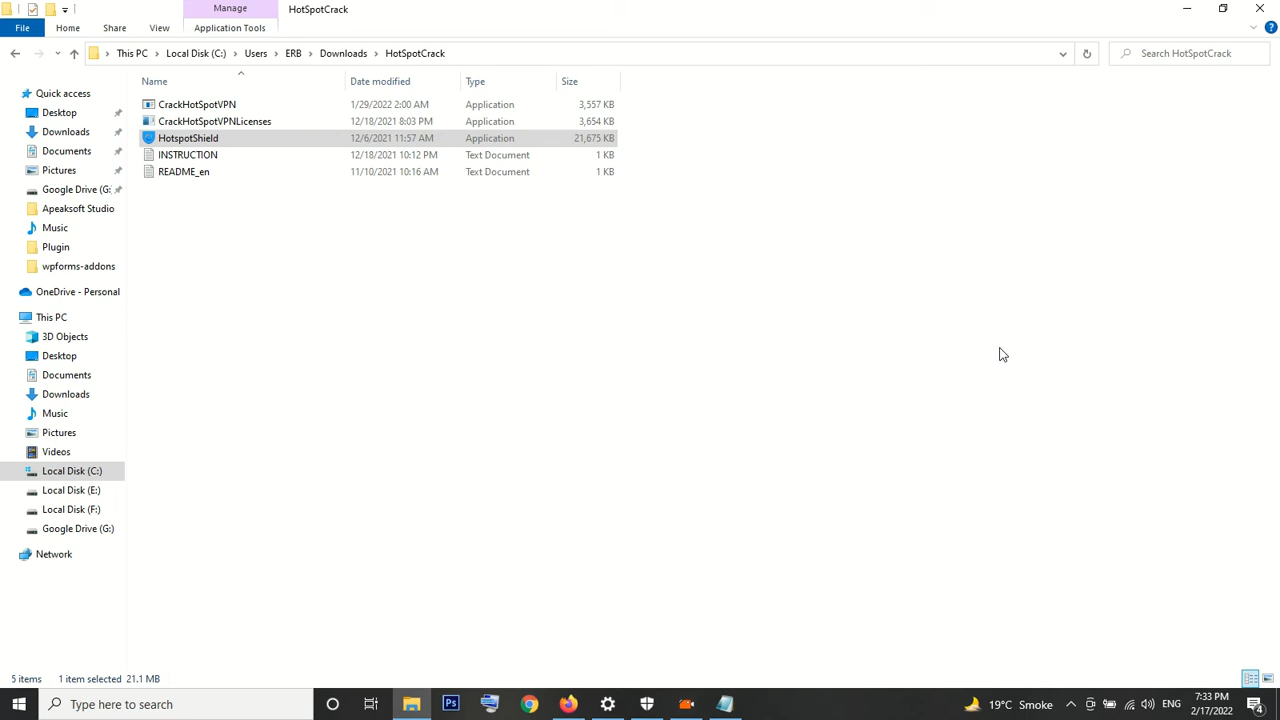 Manage
HotSpotCrack
File
Home
Share
View
Application Tools
This PC
Local Disk (C:)
Users
ERB
Downloads
HotSpotCrack
Search HotSpotCrack
Name
Date modified
Type
Size
CrackHotSpotVPN 1/29/2022 2:00 AM Application 3,557 KB
CrackHotSpotVPNLicenses 12/18/2021 8:03 PM Application 3,654 KB
HotspotShield 12/6/2021 11:57 AM Application 21,675 KB
INSTRUCTION 12/18/2021 10:12 PM Text Document 1 KB
README_en 11/10/2021 10:16 AM Text Document 1 KB
Quick access
Desktop
Downloads
Documents
Pictures
Google Drive (G:
Apeaksoft Studio
Music
Plugin
wpforms-addons
OneDrive - Personal
This PC
3D Objects
Desktop
Documents
Downloads
Music
Pictures
Videos
Local Disk (C:)
Local Disk (E:)
Local Disk (F:)
Google Drive (G:)
Network
5 items
1 item selected 21.1 MB
Type here to search
Ps
19°C Smoke
ENG
7:33 PM
2/17/2022
4